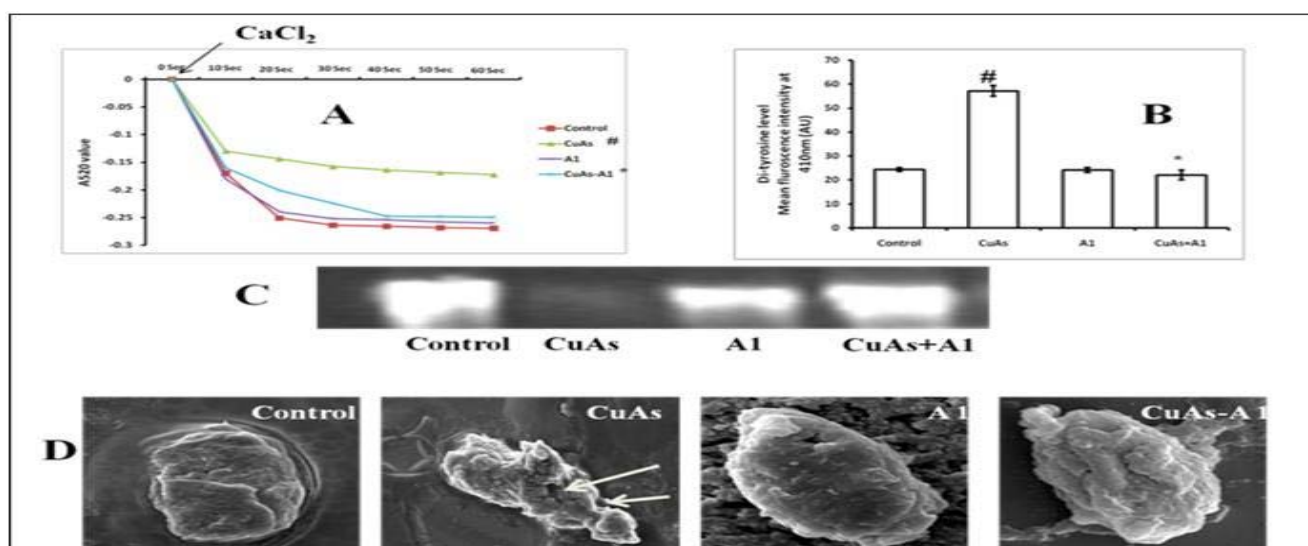 CaCl2
0 Sec 10 Sec 20 Sec 30 Sec 40 Sec 50 Sec 60 Sec
0
-0.05
-0.1
-0.15
-0.2
-0.25
-0.3
A520 value
A
Control
CuAs #
A1
CuAs-A1 *
70
60
50
40
30
20
10
0
Di-tyrosine level
Mean fluroscence intensity at
410nm (AU)
#
B
*
Control CuAs A1 CuAs+A1
C
Control CuAs A1 CuAs+A1
D
Control CuAs A1 CuAs-A1